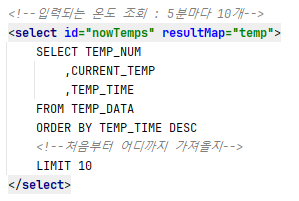 <!--입력되는 온도 조회 : 5분마다 10개-->
<select id="nowTemps" resultMap="temp">
SELECT TEMP_NUM
,CURRENT_TEMP
,TEMP_TIME
FROM TEMP_DATA
ORDER BY TEMP_TIME DESC
<!--처음부터 어디까지 가져올지-->
LIMIT 10
</select>